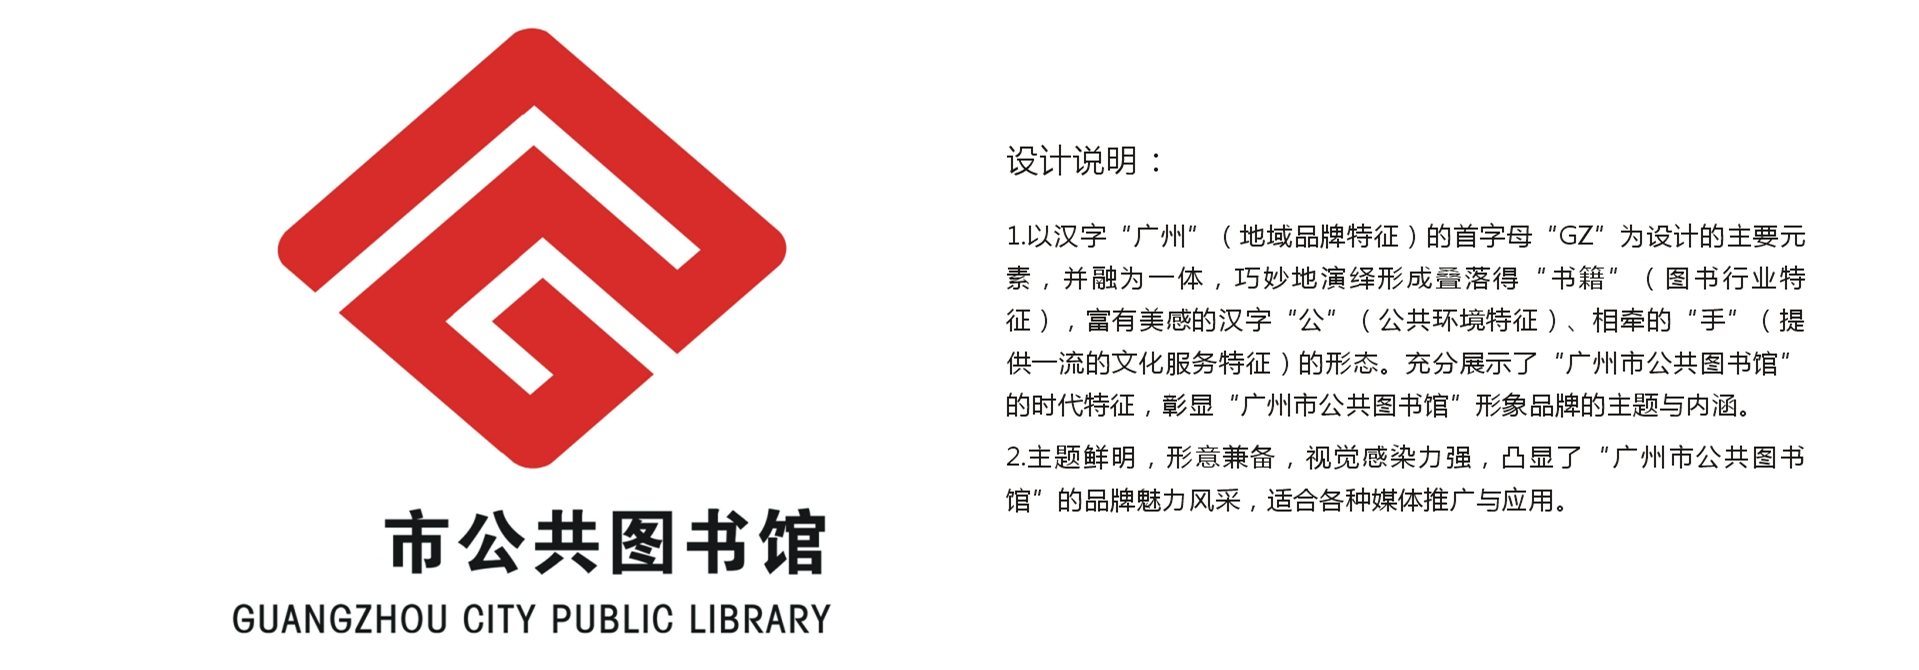 市公共图书馆
GUANGZHOU CITY PUBLIC LIBRARY
设计说明：
1.以汉字“广州”（地域品牌特征）的首字母“GZ”为设计的主要元
素，并融为一体，巧妙地演绎形成叠落得“书籍”（图书行业特
征），富有美感的汉字“公”（公共环境特征）、相牵的“手”（提
供一流的文化服务特征）的形态。充分展示了“广州市公共图书馆”
的时代特征，彰显“广州市公共图书馆”形象品牌的主题与内涵。
2.主题鲜明，形意兼备，视觉感染力强，凸显了“广州市公共图书
馆”的品牌魅力风采，适合各种媒体推广与应用。